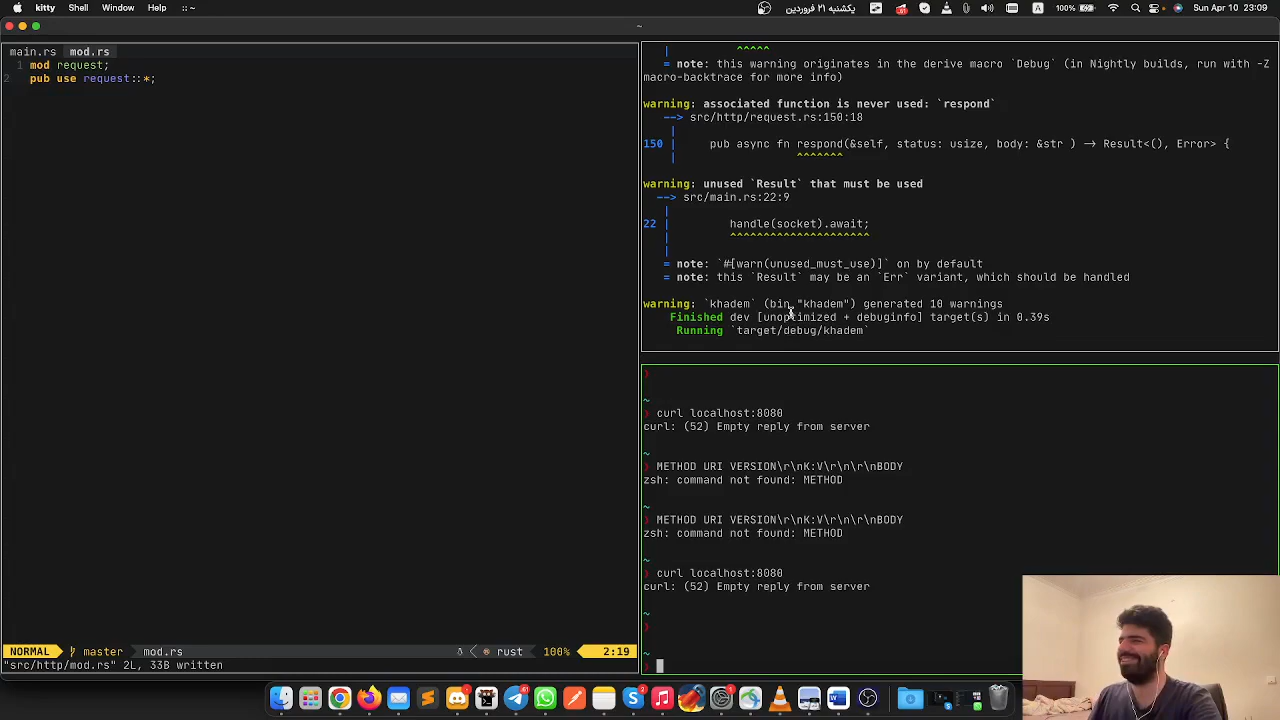 kitty Shell Window Help ::~ یکشنبه ۲۱ فروردین 100% Sun Apr 10 23:09
~
main.rs mod.rs
1 mod request;
2 pub use request::*;
NORMAL master mod.rs rust 100% 2:19
"src/http/mod.rs" 2L, 33B written
| ^^^^^
= note: this warning originates in the derive macro `Debug` (in Nightly builds, run with -Z
macro-backtrace for more info)
warning: associated function is never used: `respond`
--> src/http/request.rs:150:18
|
150 | pub async fn respond(&self, status: usize, body: &str ) -> Result<(), Error> {
| ^^^^^^^
warning: unused `Result` that must be used
--> src/main.rs:22:9
|
22 | handle(socket).await;
| ^^^^^^^^^^^^^^^^^^^^^
|
= note: `#[warn(unused_must_use)]` on by default
= note: this `Result` may be an `Err` variant, which should be handled
warning: `khadem` (bin "khadem") generated 10 warnings
Finished dev [unoptimized + debuginfo] target(s) in 0.39s
Running `target/debug/khadem`
❯
~
❯ curl localhost:8080
curl: (52) Empty reply from server
~
❯ METHOD URI VERSION\r\nK:V\r\n\r\nBODY
zsh: command not found: METHOD
~
❯ METHOD URI VERSION\r\nK:V\r\n\r\nBODY
zsh: command not found: METHOD
~
❯ curl localhost:8080
curl: (52) Empty reply from server
~
❯
~
❯